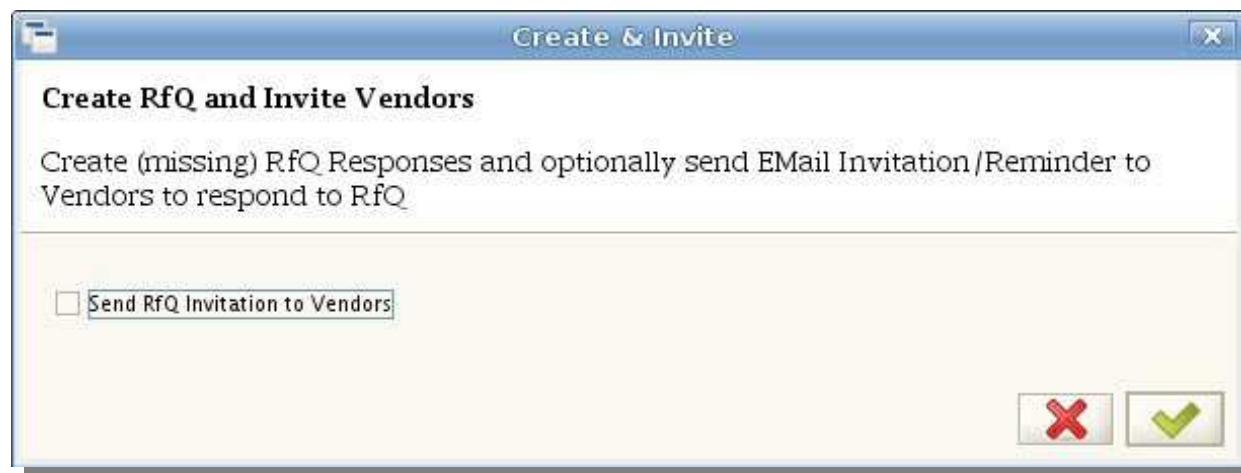 Create & Invite
Create RfQ and Invite Vendors
Create (missing) RfQ Responses and optionally send EMail Invitation/Reminder to
Vendors to respond to RfQ
Send RfQ Invitation to Vendors